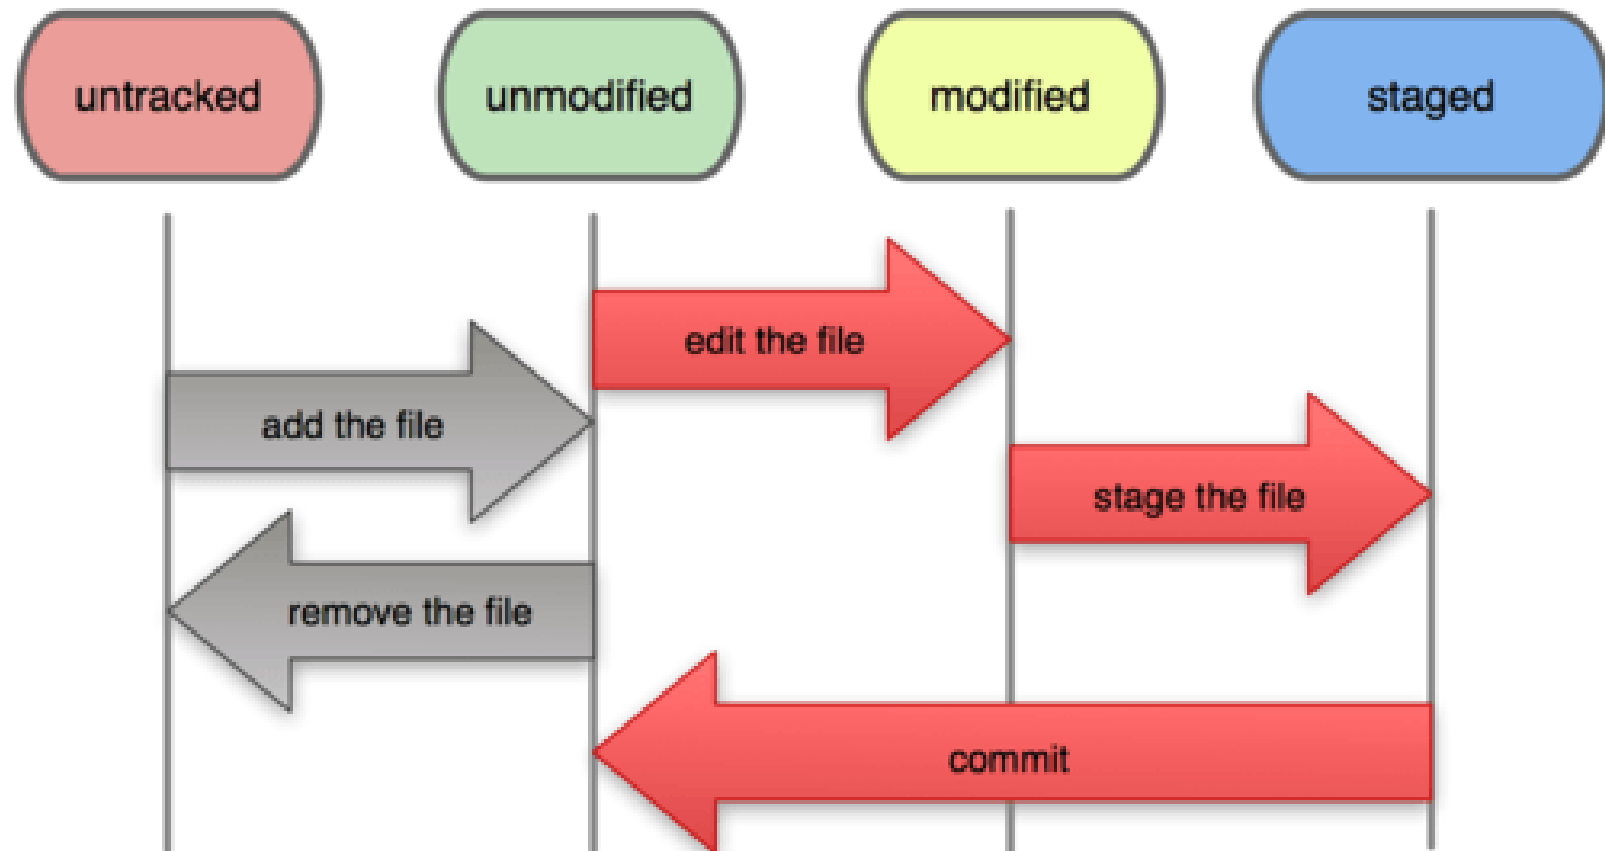 untracked
unmodified
modified
staged
edit the file
add the file
stage the file
remove the file
commit